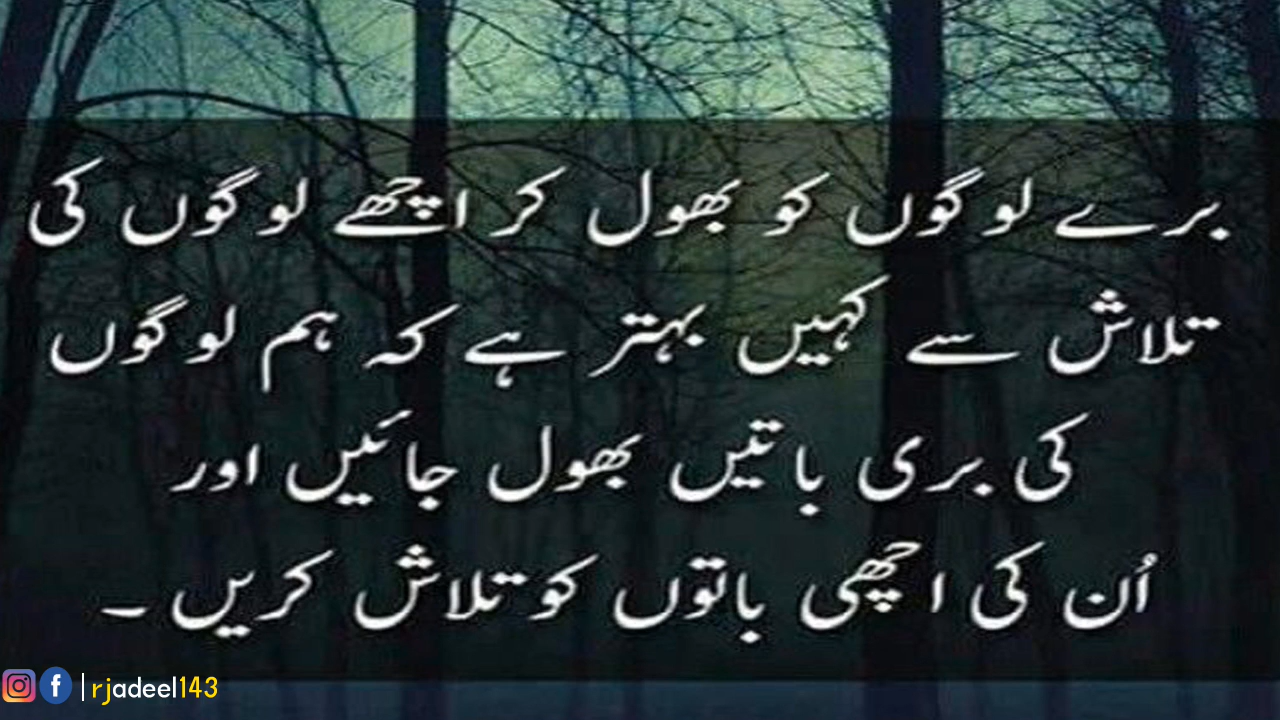 برے لوگوں کو بھول کر اچھے لوگوں کی
تلاش سے کہیں بہتر ہے کہ ہم لوگوں
کی بری باتیں بھول جائیں اور
اُن کی اچھی باتوں کو تلاش کریں۔
| rjadeel143